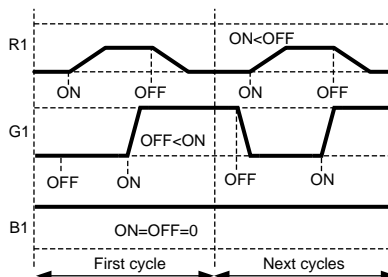 R1
ON<OFF
ON OFF ON OFF
G1
OFF<ON
OFF ON OFF ON
B1
ON=OFF=0
First cycle Next cycles